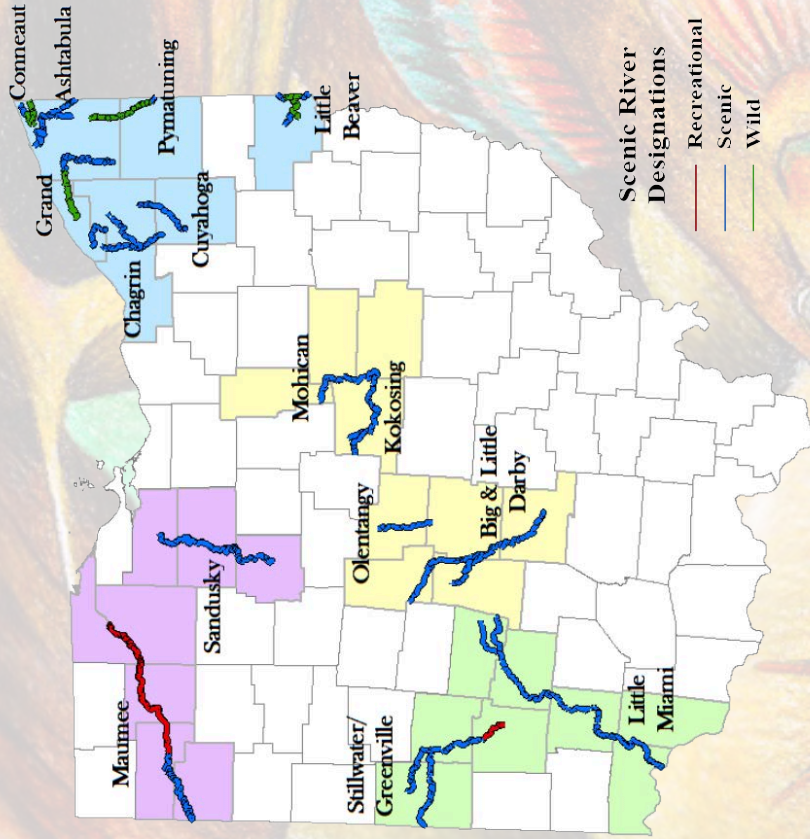 Conneaut
Ashtabula
Grand
Pymatuning
Chagrin
Cuyahoga
Little
Beaver
Mohican
Kokosing
Maumee
Sandusky
Olentangy
Big & Little
Darby
Stillwater/
Greenville
Little
Miami
Scenic River
Designations
Recreational
Scenic
Wild